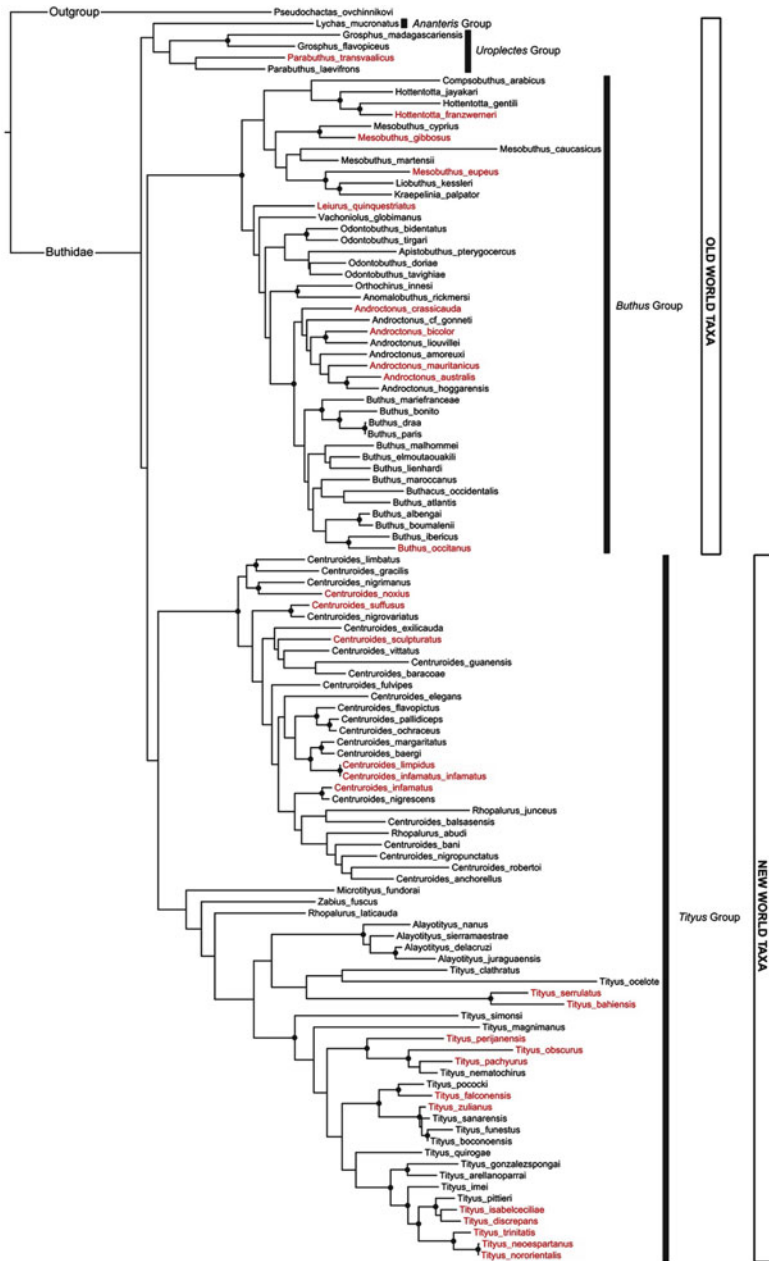 Outgroup
Pseudochactas_ovchinnikovi
Lychas_mucronatus
Ananteris Group
Grosphus_madagascariensis
Grosphus_flavopiceus
Uroplectes Group
Parabuthus_transvaalicus
Parabuthus_laevifrons
Compsobuthus_arabicus
Hottentotta_jayakari
Hottentotta_gentili
Hottentotta_franzwerneri
Mesobuthus_cyprius
Mesobuthus_gibbosus
Mesobuthus_caucasicus
Mesobuthus_martensii
Mesobuthus_eupeus
Liobuthus_kessleri
Kraepelinia_palpator
Leiurus_quinquestriatus
Vachoniolus_globimanus
Odontobuthus_bidentatus
Odontobuthus_tirgari
Buthidae
Apistobuthus_pterygocercus
Odontobuthus_doriae
Odontobuthus_tavighiae
Orthochirus_innesi
Anomalobuthus_rickmersi
Buthus Group
OLD WORLD TAXA
Androctonus_crassicauda
Androctonus_cf_gonneti
Androctonus_bicolor
Androctonus_liouvillei
Androctonus_amoreuxi
Androctonus_mauritanicus
Androctonus_australis
Androctonus_hoggarensis
Buthus_mariefranceae
Buthus_bonito
Buthus_draa
Buthus_paris
Buthus_malhommei
Buthus_elmoutaouakili
Buthus_lienhardi
Buthus_maroccanus
Buthacus_occidentalis
Buthus_atlantis
Buthus_albengai
Buthus_boumalenii
Buthus_ibericus
Buthus_occitanus
Centruroides_limbatus
Centruroides_gracilis
Centruroides_nigrimanus
Centruroides_noxius
Centruroides_suffusus
Centruroides_nigrovariatus
Centruroides_exilicauda
Centruroides_sculpturatus
Centruroides_vittatus
Centruroides_guanensis
Centruroides_baracoae
Centruroides_fulvipes
Centruroides_elegans
Centruroides_flavopictus
Centruroides_pallidiceps
Centruroides_ochraceus
Centruroides_margaritatus
Centruroides_baergi
Centruroides_limpidus
Centruroides_infamatus_infamatus
Centruroides_infamatus
Centruroides_nigrescens
Rhopalurus_junceus
Centruroides_balsasensis
Rhopalurus_abudi
Centruroides_bani
Centruroides_nigropunctatus
Centruroides_robertoi
Centruroides_anchorellus
Microtityus_fundorai
Zabius_fuscus
Rhopalurus_laticauda
Tityus Group
NEW WORLD TAXA
Alayotityus_nanus
Alayotityus_sierramaestrae
Alayotityus_delacruzi
Alayotityus_juraguaensis
Tityus_clathratus
Tityus_ocelote
Tityus_serrulatus
Tityus_bahiensis
Tityus_simonsi
Tityus_magnimanus
Tityus_perijanensis
Tityus_obscurus
Tityus_pachyurus
Tityus_nematochirus
Tityus_pococki
Tityus_falconensis
Tityus_zulianus
Tityus_sanarensis
Tityus_funestus
Tityus_boconoensis
Tityus_quirogae
Tityus_gonzalezspongai
Tityus_arellanoparrai
Tityus_imei
Tityus_pittieri
Tityus_isabelceciliae
Tityus_discrepans
Tityus_trinitatis
Tityus_neoespartanus
Tityus_nororientalis